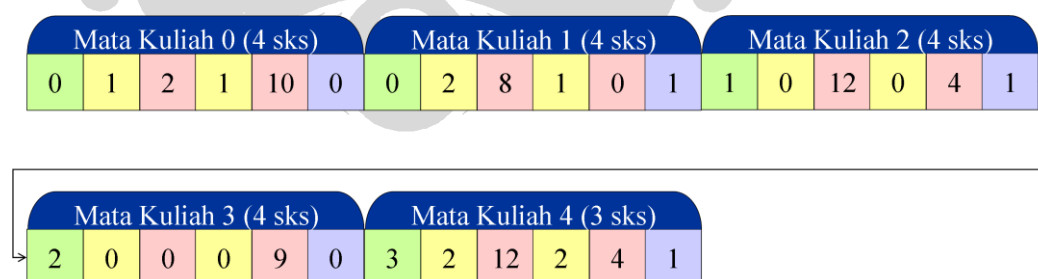 Mata Kuliah 0 (4 sks) Mata Kuliah 1 (4 sks) Mata Kuliah 2 (4 sks)
0 1 2 1 10 0 0 2 8 1 0 1 1 0 12 0 4 1
Mata Kuliah 3 (4 sks) Mata Kuliah 4 (3 sks)
2 0 0 0 9 0 3 2 12 2 4 1